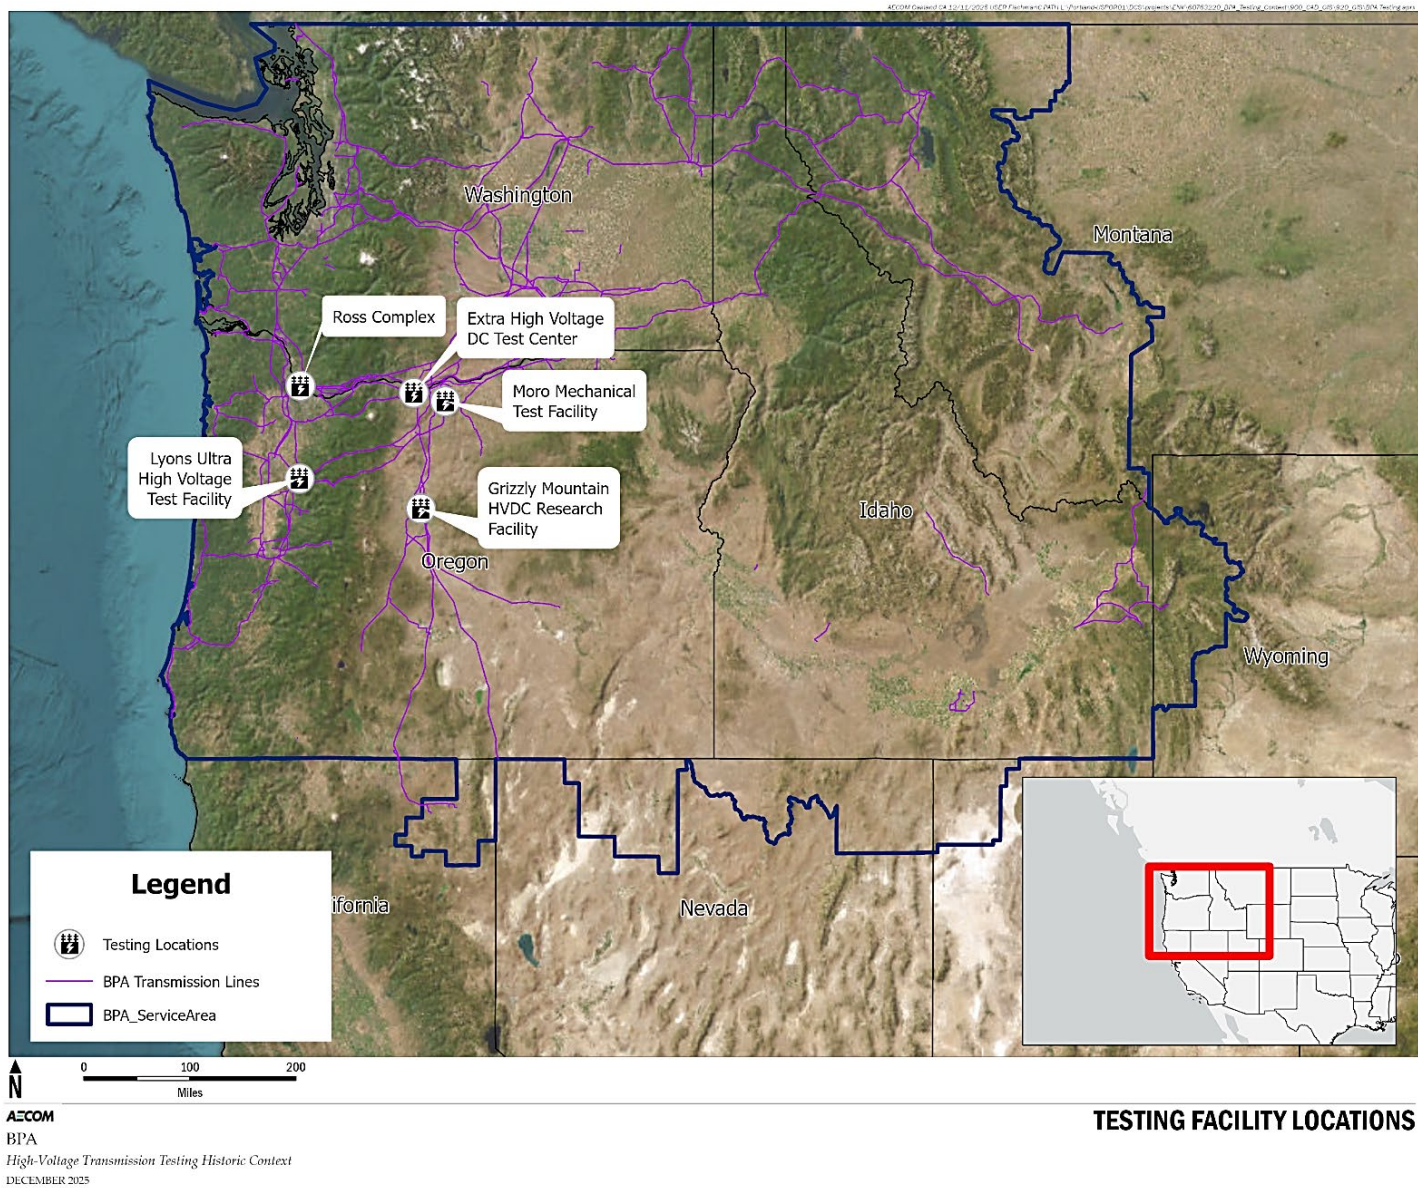 Washington
Montana
Ross Complex
Extra High Voltage
DC Test Center
Moro Mechanical
Test Facility
Lyons Ultra
High Voltage
Test Facility
Grizzly Mountain
HVDC Research
Facility
Idaho
Oregon
Wyoming
Legend
ifornia
Nevada
Testing Locations
BPA Transmission Lines
BPA_ServiceArea
N
0 100 200
Miles
AECOM
TESTING FACILITY LOCATIONS
BPA
High-Voltage Transmission Testing Historic Context
DECEMBER 2025